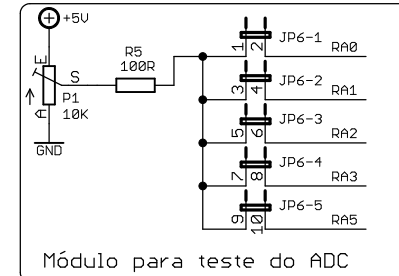 +5V
E
S
A
P1
10K
GND
R5
100R
1 2 JP6-1 RA0
3 4 JP6-2 RA1
5 6 JP6-3 RA2
7 8 JP6-4 RA3
9 10 JP6-5 RA5
Módulo para teste do ADC